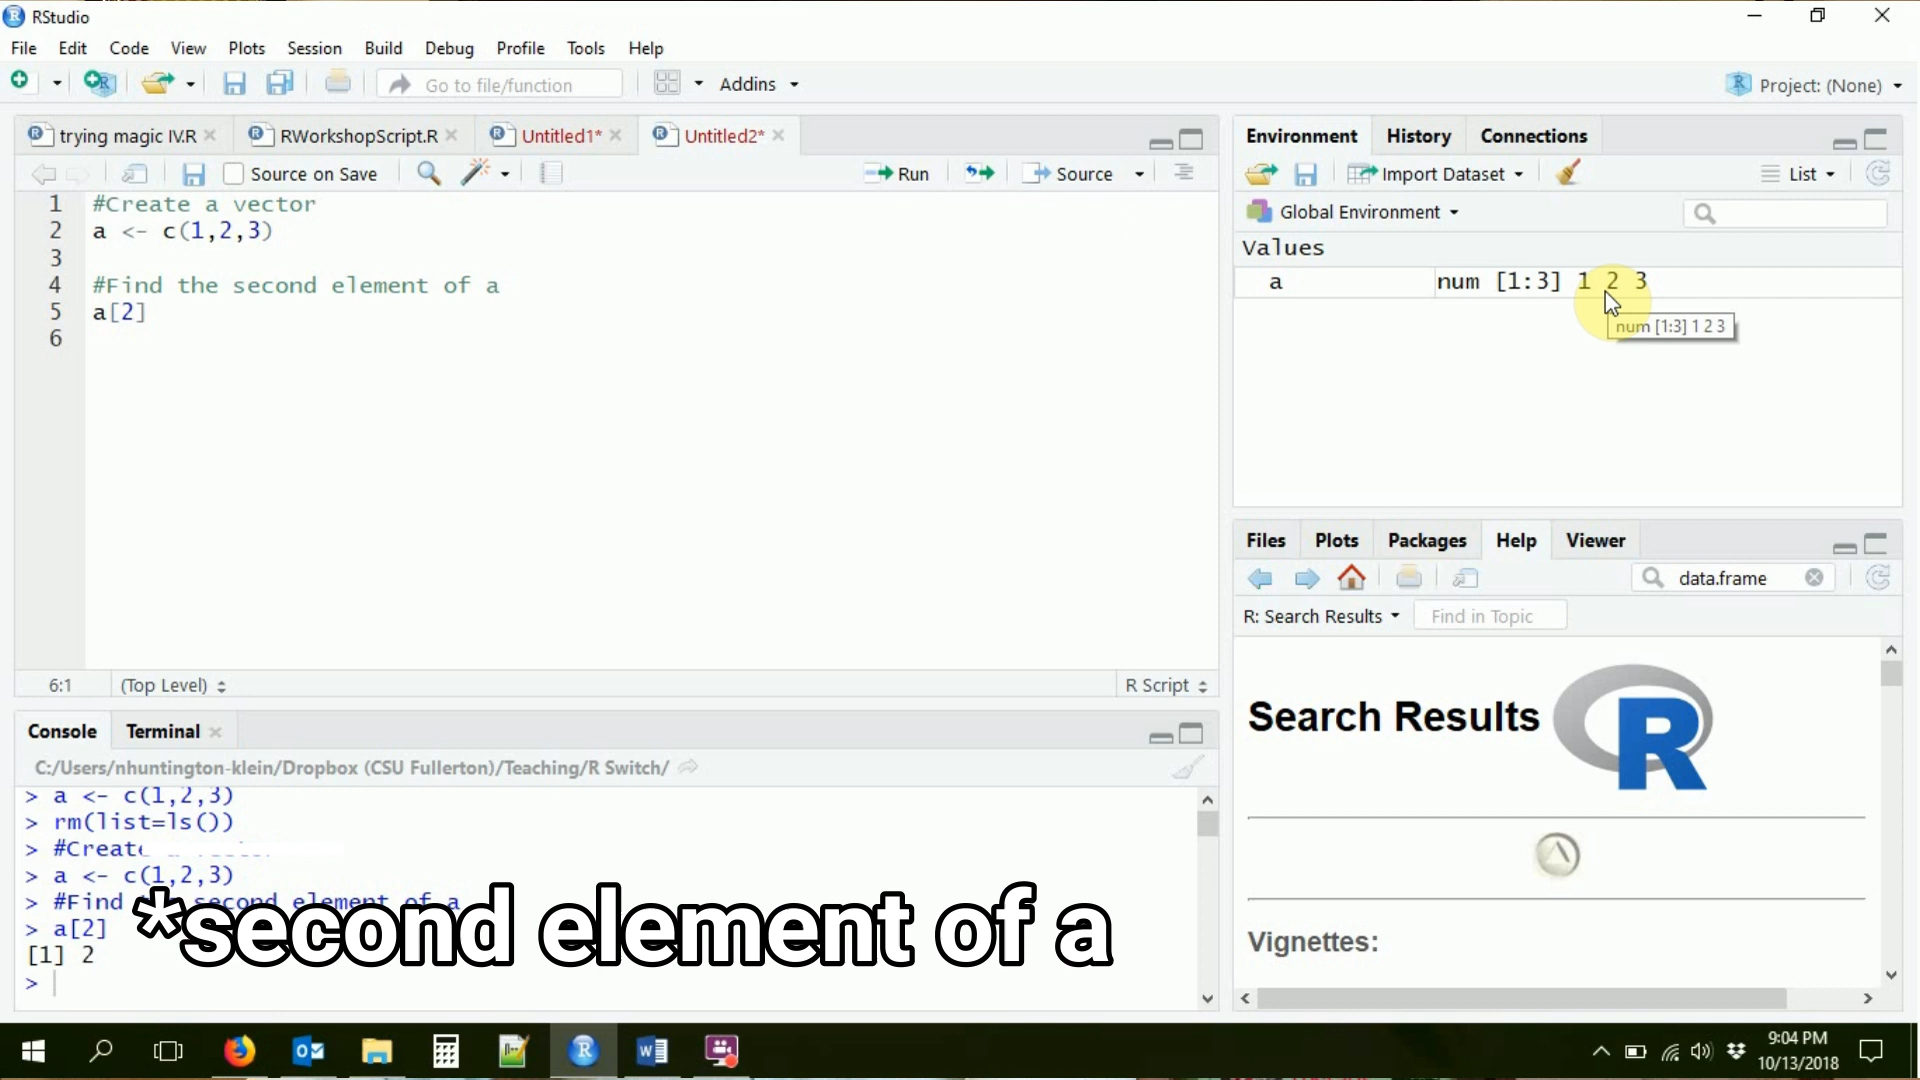 RStudio
File Edit Code View Plots Session Build Debug Profile Tools Help
Go to file/function Addins Project: (None)
trying magic IV.R RWorkshopScript.R Untitled1* Untitled2*
Source on Save Run Source
1 #Create a vector
2 a <- c(1,2,3)
3
4 #Find the second element of a
5 a[2]
6
6:1 (Top Level) R Script
Console Terminal
C:/Users/nhuntington-klein/Dropbox (CSU Fullerton)/Teaching/R Switch/
> a <- c(1,2,3)
> rm(list=ls())
> #Create
> a <- c(1,2,3)
> #Find the second element of a
> a[2]
[1] 2
>
*second element of a
Environment History Connections
Import Dataset List
Global Environment
Values
a num [1:3] 1 2 3
num [1:3] 1 2 3
Files Plots Packages Help Viewer
data.frame
R: Search Results Find in Topic
Search Results R
Vignettes:
9:04 PM
10/13/2018